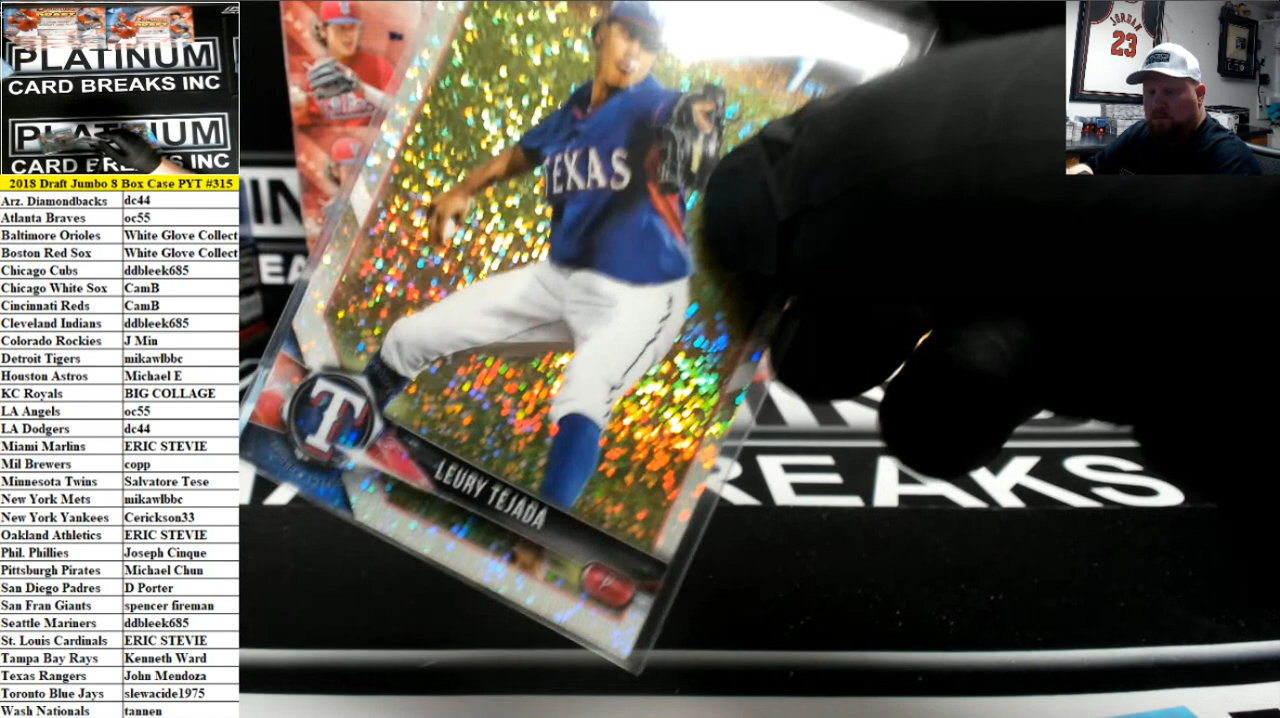 PLATINUM
CARD BREAKS INC
PLATINUM
CARD BREAKS INC
2018 Draft Jumbo 8 Box Case PYT #315
Arz. Diamondbacks dc44
Atlanta Braves oc55
Baltimore Orioles White Glove Collect
Boston Red Sox White Glove Collect
Chicago Cubs ddbleek685
Chicago White Sox CamB
Cincinnati Reds CamB
Cleveland Indians ddbleek685
Colorado Rockies J Min
Detroit Tigers mikawlbbc
Houston Astros Michael E
KC Royals BIG COLLAGE
LA Angels oc55
LA Dodgers dc44
Miami Marlins ERIC STEVIE
Mil Brewers copp
Minnesota Twins Salvatore Tese
New York Mets mikawlbbc
New York Yankees Cerickson33
Oakland Athletics ERIC STEVIE
Phil. Phillies Joseph Cinque
Pittsburgh Pirates Michael Chun
San Diego Padres D Porter
San Fran Giants spencer fireman
Seattle Mariners ddbleek685
St. Louis Cardinals ERIC STEVIE
Tampa Bay Rays Kenneth Ward
Texas Rangers John Mendoza
Toronto Blue Jays slewacide1975
Wash Nationals tannen
TEXAS
T
LEURY TEJADA
P
REAKS
JORDAN
23